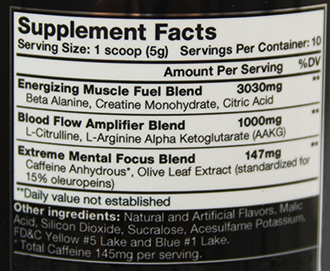 Supplement Facts
Serving Size: 1 scoop (5g) Servings Per Container: 10
Amount Per Serving %DV
Energizing Muscle Fuel Blend 3030mg **
Beta Alanine, Creatine Monohydrate, Citric Acid
Blood Flow Amplifier Blend 1000mg **
L-Citrulline, L-Arginine Alpha Ketoglutarate (AAKG)
Extreme Mental Focus Blend 147mg **
Caffeine Anhydrous*, Olive Leaf Extract (standardized for
15% oleuropeins)
**Daily value not established
Other ingredients: Natural and Artificial Flavors, Malic
Acid, Silicon Dioxide, Sucralose, Acesulfame Potassium,
FD&C Yellow #5 Lake and Blue #1 Lake.
* Total Caffeine 145mg per serving.